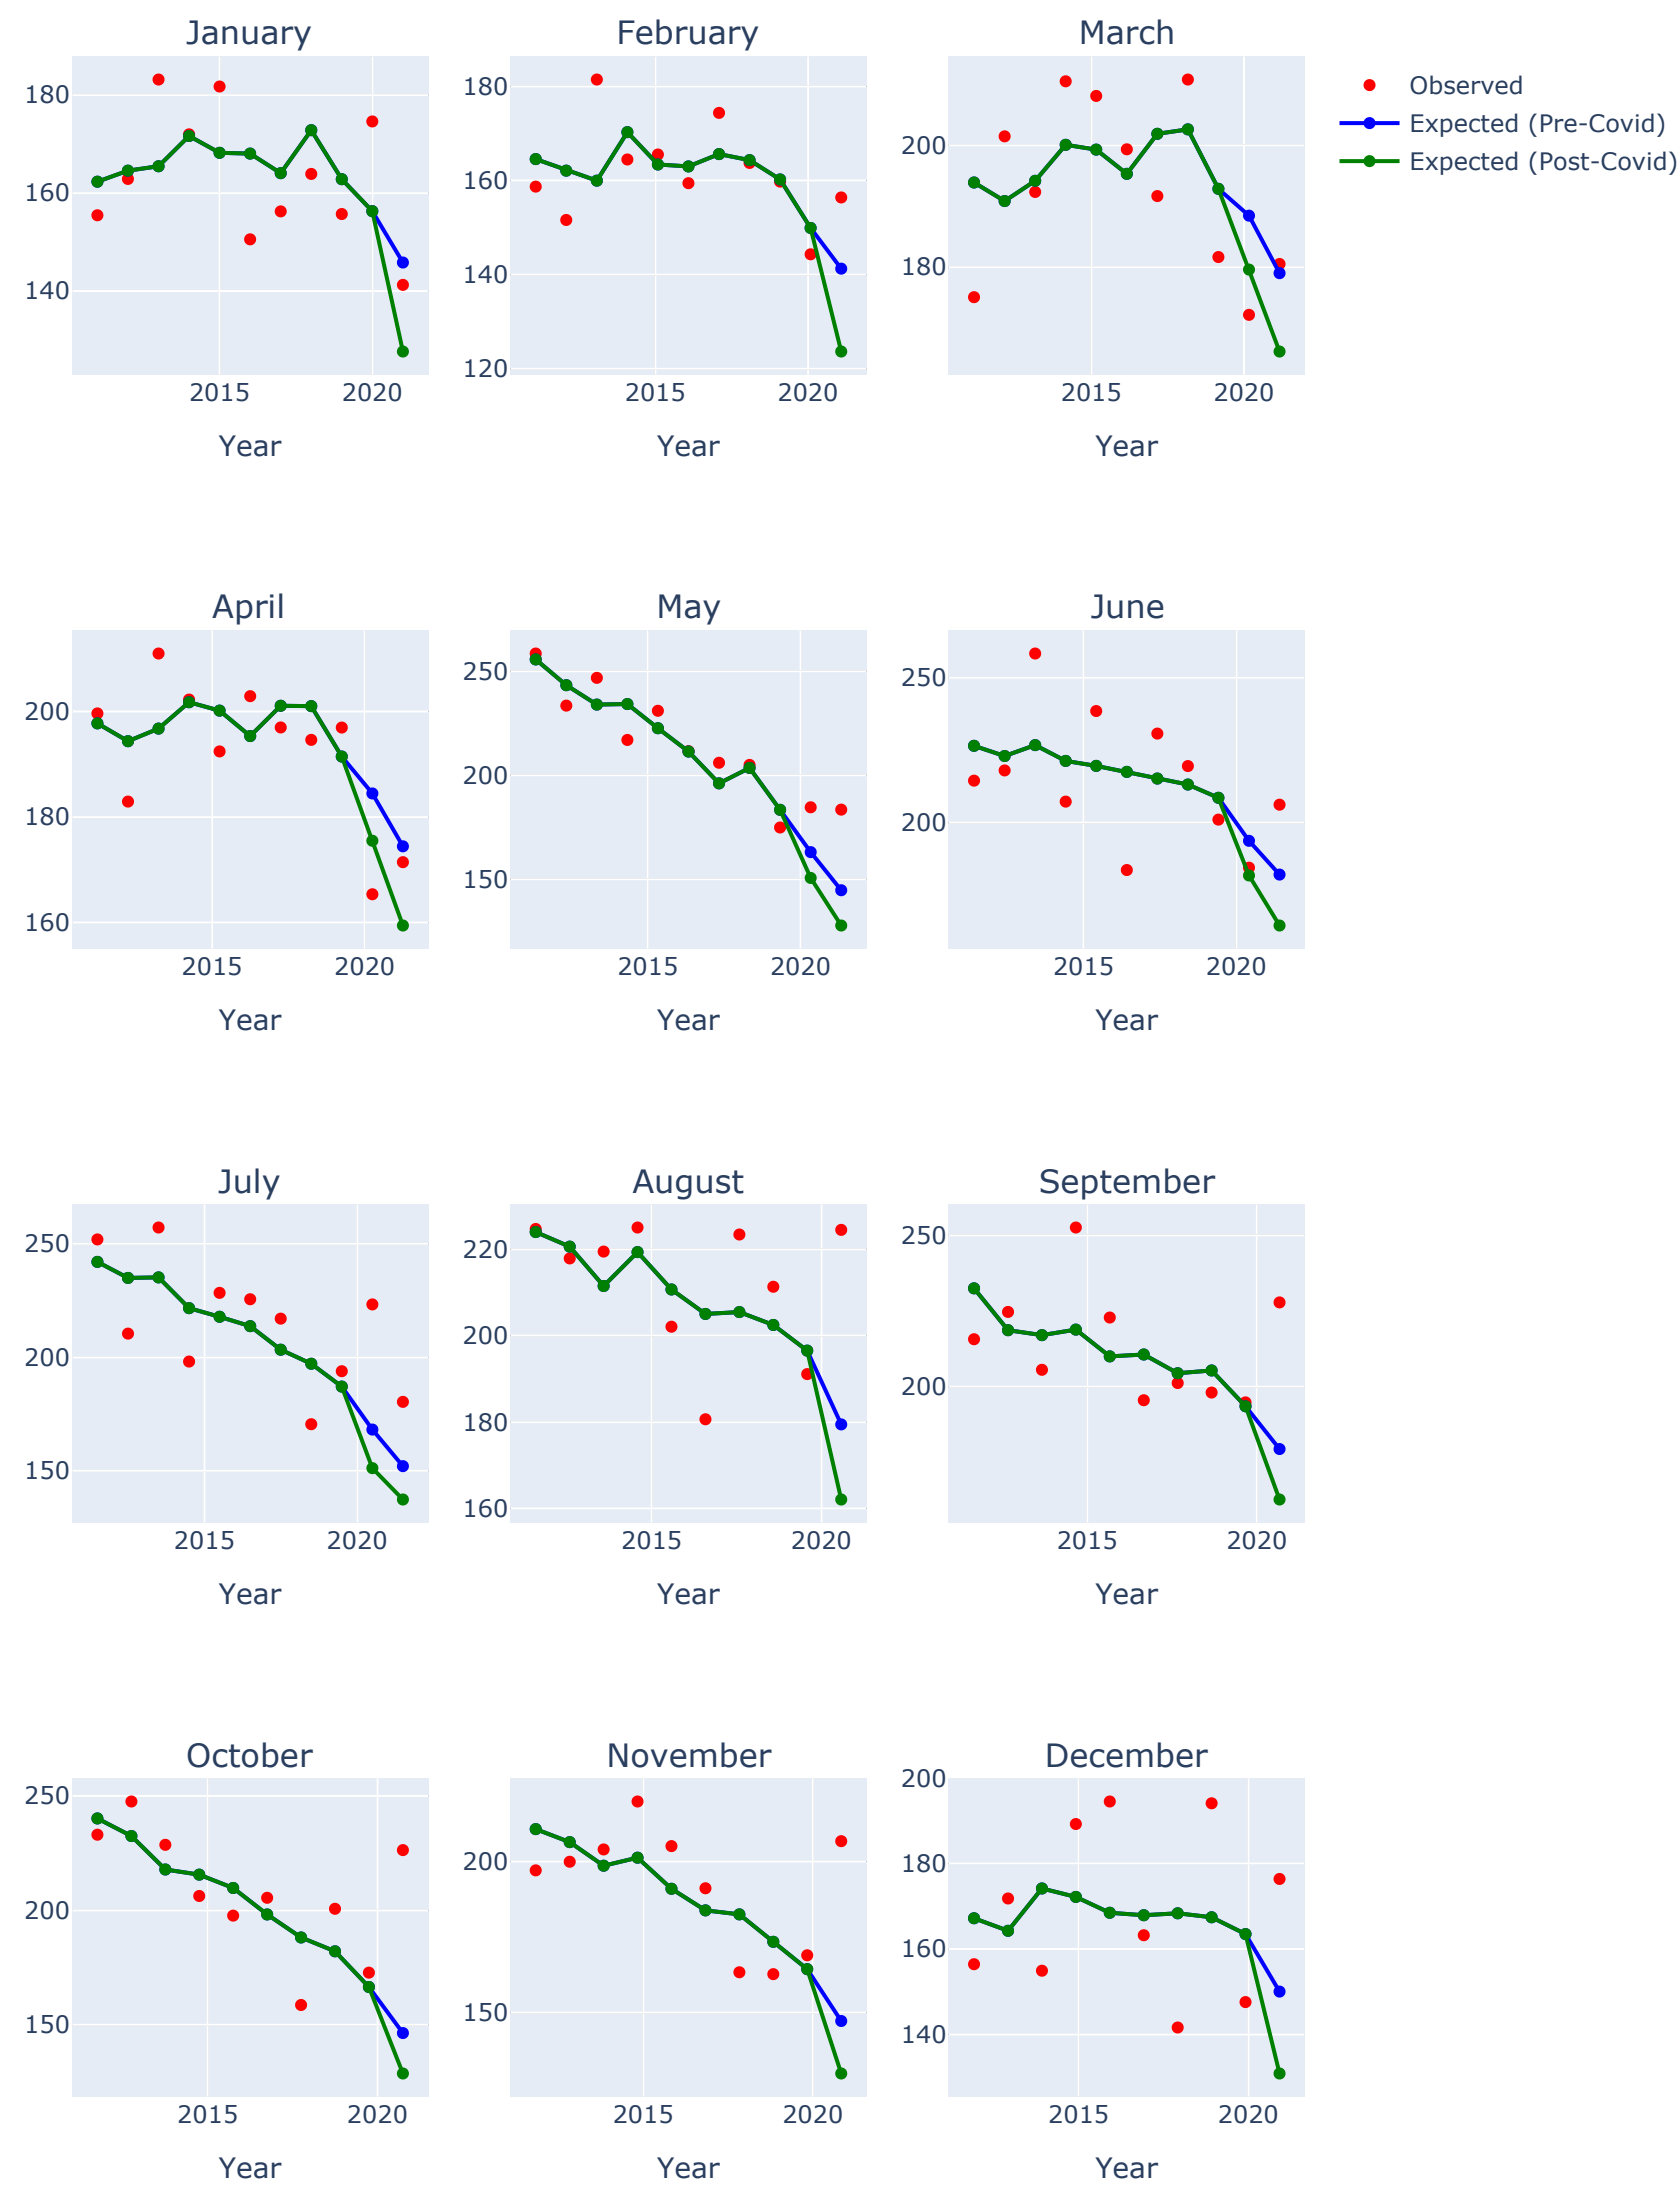 January February March
Observed
Expected (Pre-Covid)
Expected (Post-Covid)
180 180 200
160 160
140 140 180
120
2015 2020 2015 2020 2015 2020
Year Year Year
April May June
200 250 250
180 200 200
160 150
2015 2020 2015 2020 2015 2020
Year Year Year
July August September
250 220 250
200 200 200
150 180
160
2015 2020 2015 2020 2015 2020
Year Year Year
October November December
250 200 200
200 150 180
150 160
140
2015 2020 2015 2020 2015 2020
Year Year Year